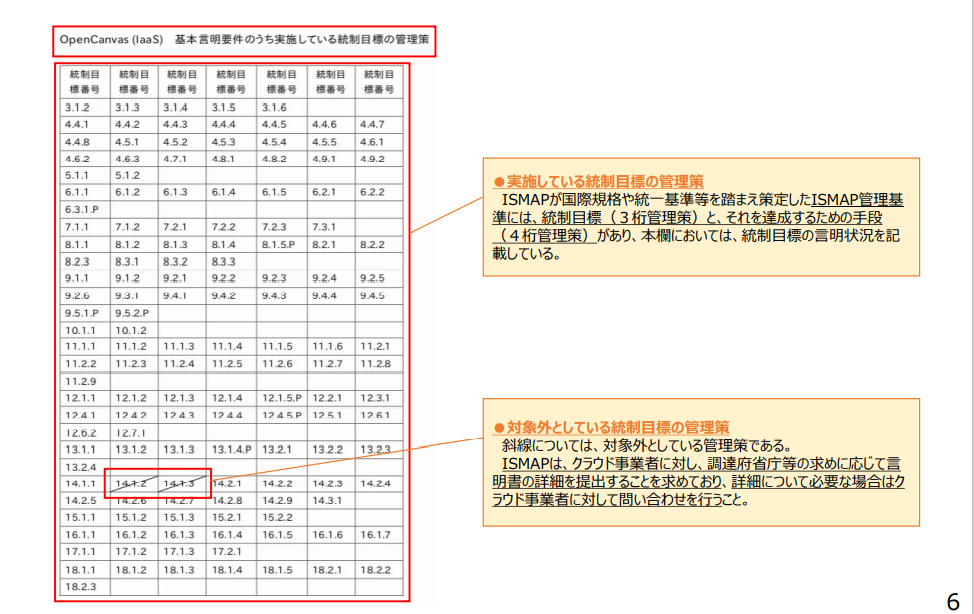 OpenCanvas (IaaS)　基本言明要件のうち実施している統制目標の管理策
統制目標番号 統制目標番号 統制目標番号 統制目標番号 統制目標番号 統制目標番号 統制目標番号
3.1.2 3.1.3 3.1.4 3.1.5 3.1.6
4.4.1 4.4.2 4.4.3 4.4.4 4.4.5 4.4.6 4.4.7
4.4.8 4.5.1 4.5.2 4.5.3 4.5.4 4.5.5 4.6.1
4.6.2 4.6.3 4.7.1 4.8.1 4.8.2 4.9.1 4.9.2
5.1.1 5.1.2
6.1.1 6.1.2 6.1.3 6.1.4 6.1.5 6.2.1 6.2.2
6.3.1.P
7.1.1 7.1.2 7.2.1 7.2.2 7.2.3 7.3.1
8.1.1 8.1.2 8.1.3 8.1.4 8.1.5.P 8.2.1 8.2.2
8.2.3 8.3.1 8.3.2 8.3.3
9.1.1 9.1.2 9.2.1 9.2.2 9.2.3 9.2.4 9.2.5
9.2.6 9.3.1 9.4.1 9.4.2 9.4.3 9.4.4 9.4.5
9.5.1.P 9.5.2.P
10.1.1 10.1.2
11.1.1 11.1.2 11.1.3 11.1.4 11.1.5 11.1.6 11.2.1
11.2.2 11.2.3 11.2.4 11.2.5 11.2.6 11.2.7 11.2.8
11.2.9
12.1.1 12.1.2 12.1.3 12.1.4 12.1.5.P 12.2.1 12.3.1
12.4.1 12.4.2 12.4.3 12.4.4 12.4.5.P 12.5.1 12.6.1
12.6.2 12.7.1
13.1.1 13.1.2 13.1.3 13.1.4.P 13.2.1 13.2.2 13.2.3
13.2.4
14.1.1 14.1.2 14.1.3 14.2.1 14.2.2 14.2.3 14.2.4
14.2.5 14.2.6 14.2.7 14.2.8 14.2.9 14.3.1
15.1.1 15.1.2 15.1.3 15.2.1 15.2.2
16.1.1 16.1.2 16.1.3 16.1.4 16.1.5 16.1.6 16.1.7
17.1.1 17.1.2 17.1.3 17.2.1
18.1.1 18.1.2 18.1.3 18.1.4 18.1.5 18.2.1 18.2.2
18.2.3
●実施している統制目標の管理策
ISMAPが国際規格や統一基準等を踏まえ策定したISMAP管理基
準には、統制目標（３桁管理策）と、それを達成するための手段
（４桁管理策）があり、本欄においては、統制目標の言明状況を記
載している。
●対象外としている統制目標の管理策
斜線については、対象外としている管理策である。
ISMAPは、クラウド事業者に対し、調達府省庁等の求めに応じて言
明書の詳細を提出することを求めており、詳細について必要な場合はク
ラウド事業者に対して問い合わせを行うこと。
6